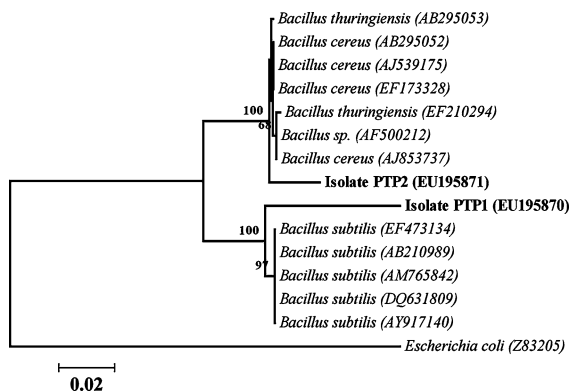 Bacillus thuringiensis (AB295053)
Bacillus cereus (AB295052)
Bacillus cereus (AJ539175)
Bacillus cereus (EF173328)
100
Bacillus thuringiensis (EF210294)
68
Bacillus sp. (AF500212)
Bacillus cereus (AJ853737)
Isolate PTP2 (EU195871)
Isolate PTP1 (EU195870)
100
Bacillus subtilis (EF473134)
Bacillus subtilis (AB210989)
97
Bacillus subtilis (AM765842)
Bacillus subtilis (DQ631809)
Bacillus subtilis (AY917140)
Escherichia coli (Z83205)
0.02